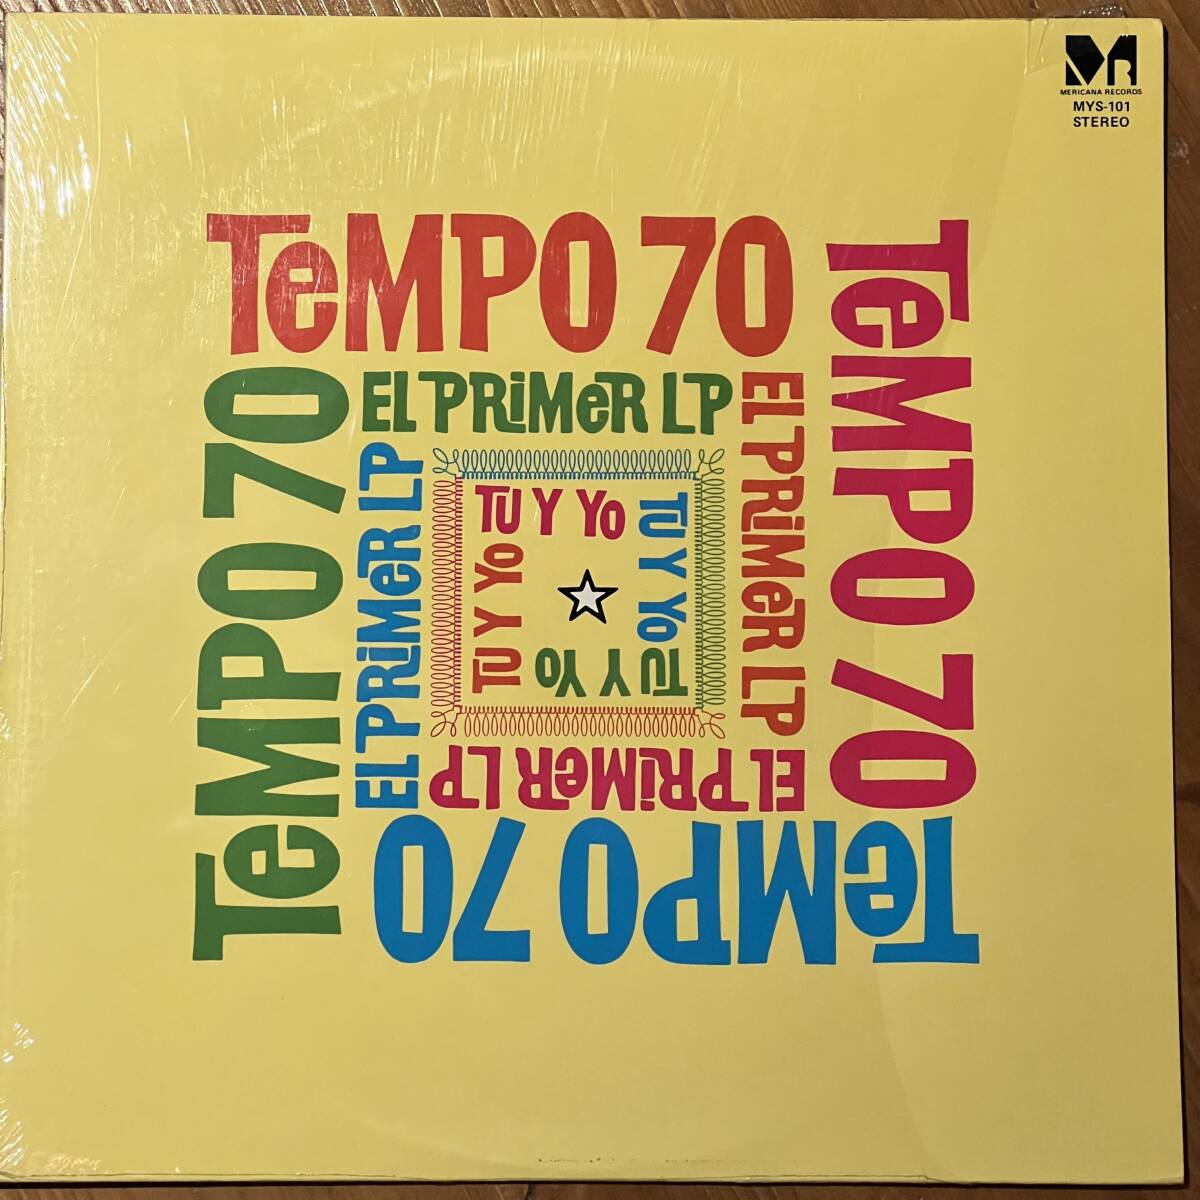 MR
MERICANA RECORDS
MYS-101
STEREO
TeMPO 70
TeMPO 70
TeMPO 70
TeMPO 70
EL PRiMeR LP
EL PRiMeR LP
EL PRiMeR LP
EL PRiMeR LP
TU Y YO
TU Y YO
TU Y YO
TU Y YO